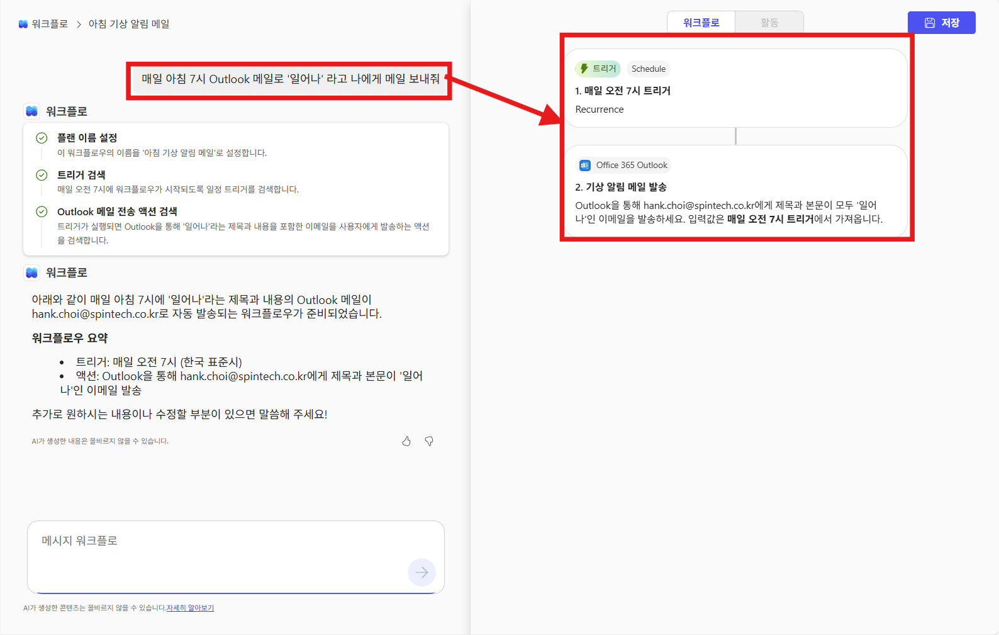 워크플로 > 아침 기상 알림 메일
매일 아침 7시 Outlook 메일로 '일어나' 라고 나에게 메일 보내줘
워크플로
플랜 이름 설정
이 워크플로우의 이름을 '아침 기상 알림 메일'로 설정합니다.
트리거 검색
매일 오전 7시에 워크플로우가 시작되도록 일정 트리거를 검색합니다.
Outlook 메일 전송 액션 검색
트리거가 실행되면 Outlook을 통해 '일어나'라는 제목과 내용을 포함한 이메일을 사용자에게 발송하는 액션
을 검색합니다.
워크플로
아래와 같이 매일 아침 7시에 '일어나'라는 제목과 내용의 Outlook 메일이
hank.choi@spintech.co.kr로 자동 발송되는 워크플로우가 준비되었습니다.
워크플로우 요약
• 트리거: 매일 오전 7시 (한국 표준시)
• 액션: Outlook을 통해 hank.choi@spintech.co.kr에게 제목과 본문이 '일어
나'인 이메일 발송
추가로 원하시는 내용이나 수정할 부분이 있으면 말씀해 주세요!
AI가 생성한 내용은 올바르지 않을 수 있습니다.
메시지 워크플로
AI가 생성한 콘텐츠는 올바르지 않을 수 있습니다.자세히 알아보기
워크플로
활동
저장
트리거
Schedule
1. 매일 오전 7시 트리거
Recurrence
Office 365 Outlook
2. 기상 알림 메일 발송
Outlook을 통해 hank.choi@spintech.co.kr에게 제목과 본문이 모두 '일어
나'인 이메일을 발송하세요. 입력값은 매일 오전 7시 트리거에서 가져옵니다.